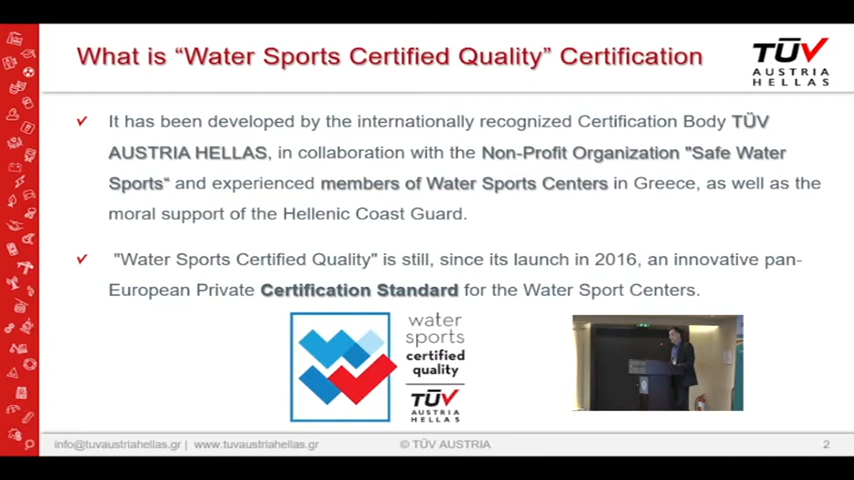 What is “Water Sports Certified Quality” Certification
TÜV
AUSTRIA
HELLAS
It has been developed by the internationally recognized Certification Body TÜV
AUSTRIA HELLAS, in collaboration with the Non-Profit Organization "Safe Water
Sports“ and experienced members of Water Sports Centers in Greece, as well as the
moral support of the Hellenic Coast Guard.
"Water Sports Certified Quality" is still, since its launch in 2016, an innovative pan-
European Private Certification Standard for the Water Sport Centers.
water
sports
certified
quality
TÜV
AUSTRIA
HELLAS
info@tuvaustriahellas.gr | www.tuvaustriahellas.gr
© TÜV AUSTRIA
2